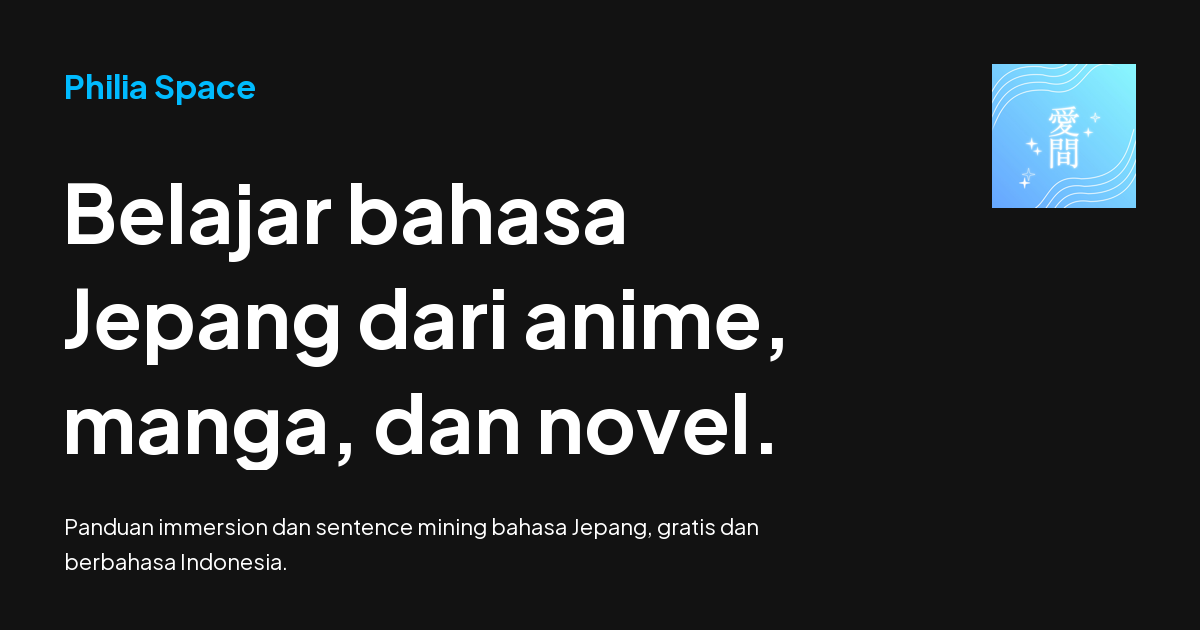 Philia Space
愛
間
Belajar bahasa
Jepang dari anime,
manga, dan novel.
Panduan immersion dan sentence mining bahasa Jepang, gratis dan
berbahasa Indonesia.